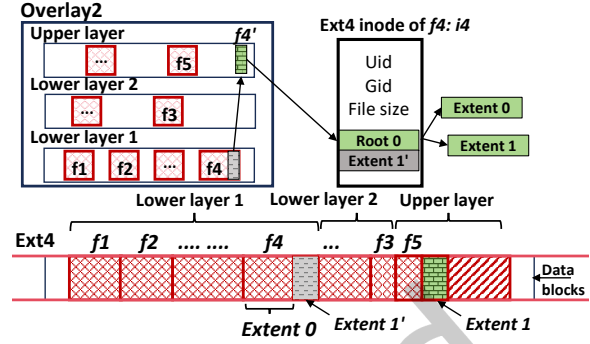 Overlay2
Upper layer
f4'
... f5
Lower layer 2
... f3
Lower layer 1
f1 f2 ... f4
Ext4 inode of f4: i4
Uid
Gid
File size
Root 0
Extent 1'
Extent 0
Extent 1
Lower layer 1 Lower layer 2 Upper layer
Ext4 f1 f2 .... .... f4 ... f3 f5
Data
blocks
Extent 0 Extent 1' Extent 1